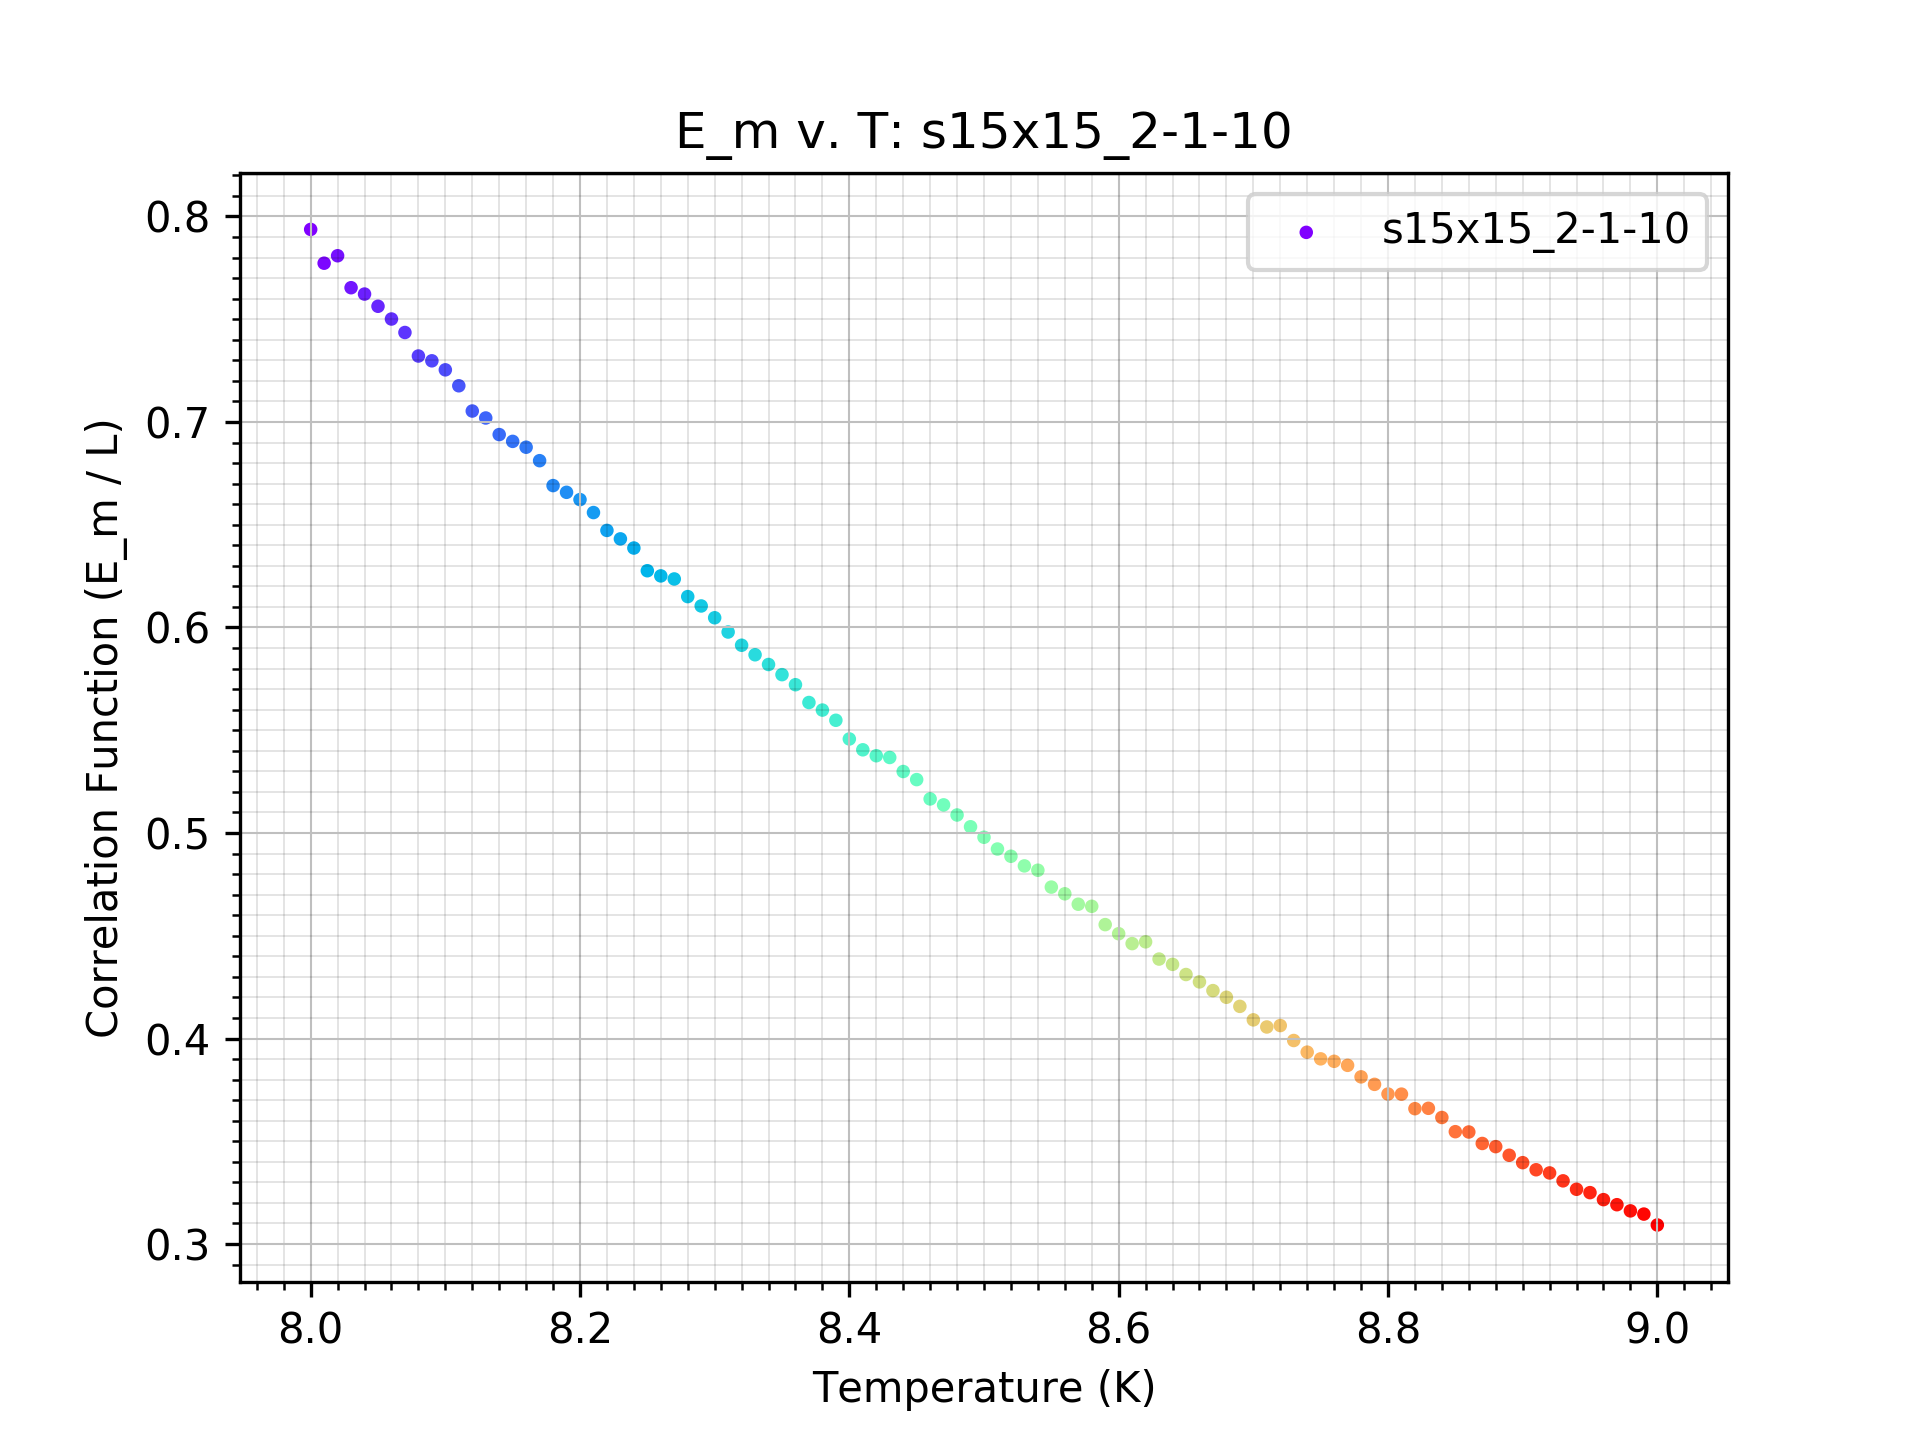 E_m v. T: s15x15_2-1-10
s15x15_2-1-10
Correlation Function (E_m / L)
0.8
0.7
0.6
0.5
0.4
0.3
8.0 8.2 8.4 8.6 8.8 9.0
Temperature (K)